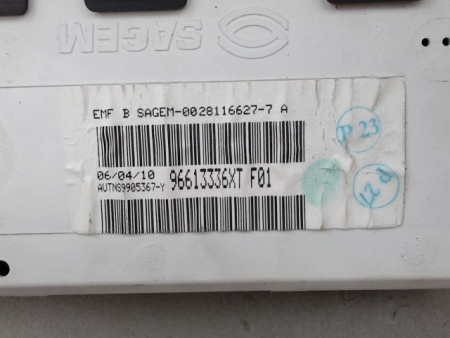 SAGEM
EMF B SAGEM-0028116627-7 A
06/04/10
AUTNS9905367-Y
96613336XT F01
P 23
P 27